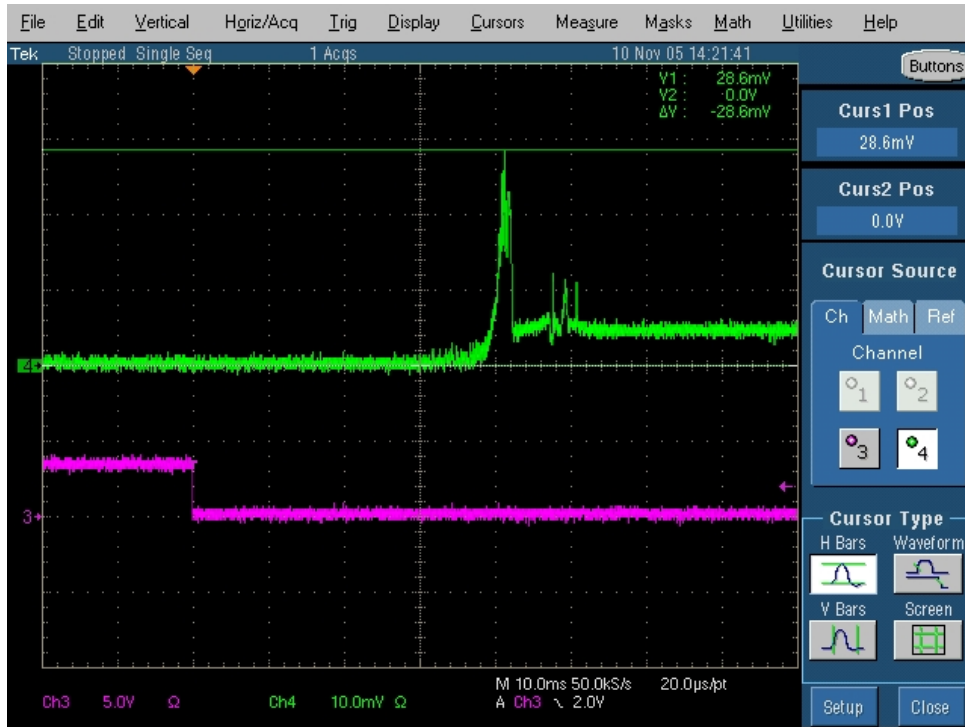 File Edit Vertical Horiz/Acq Trig Display Cursors Measure Masks Math Utilities Help
Tek Stopped Single Seq 1 Acqs 10 Nov 05 14:21:41
Buttons
V1 : 28.6mV
V2 : 0.0V
ΔV : -28.6mV
Curs1 Pos
28.6mV
Curs2 Pos
0.0V
Cursor Source
Ch Math Ref
Channel
1 2
3 4
4
3
Cursor Type
H Bars Waveform
V Bars Screen
Setup Close
M 10.0ms 50.0kS/s 20.0µs/pt
Ch3 5.0V Ω Ch4 10.0mV Ω A Ch3 \ 2.0V